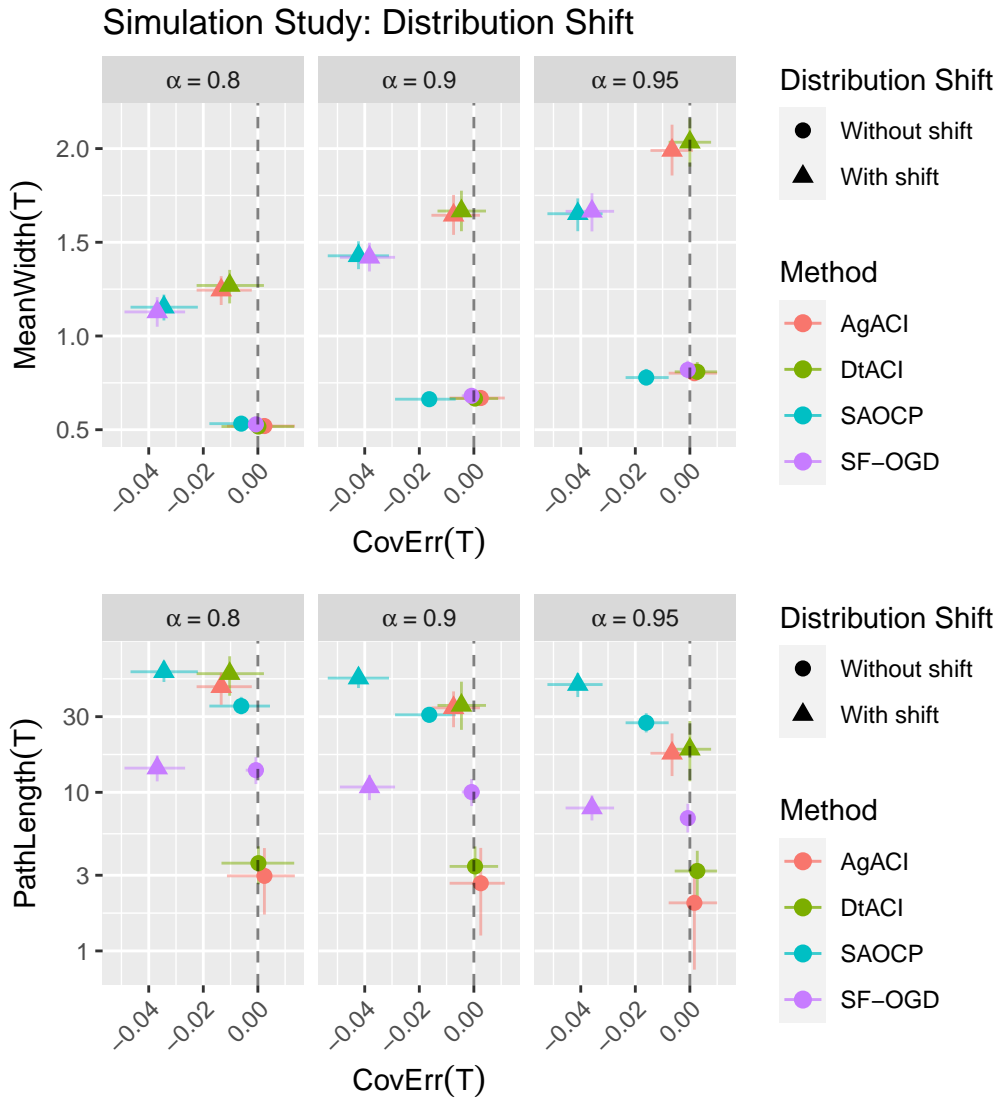 Simulation Study: Distribution Shift
α = 0.8
α = 0.9
α = 0.95
MeanWidth(T)
2.0
1.5
1.0
0.5
−0.04
−0.02
0.00
−0.04
−0.02
0.00
−0.04
−0.02
0.00
CovErr(T)
Distribution Shift
Without shift
With shift
Method
AgACI
DtACI
SAOCP
SF−OGD
α = 0.8
α = 0.9
α = 0.95
PathLength(T)
30
10
3
1
−0.04
−0.02
0.00
−0.04
−0.02
0.00
−0.04
−0.02
0.00
CovErr(T)
Distribution Shift
Without shift
With shift
Method
AgACI
DtACI
SAOCP
SF−OGD